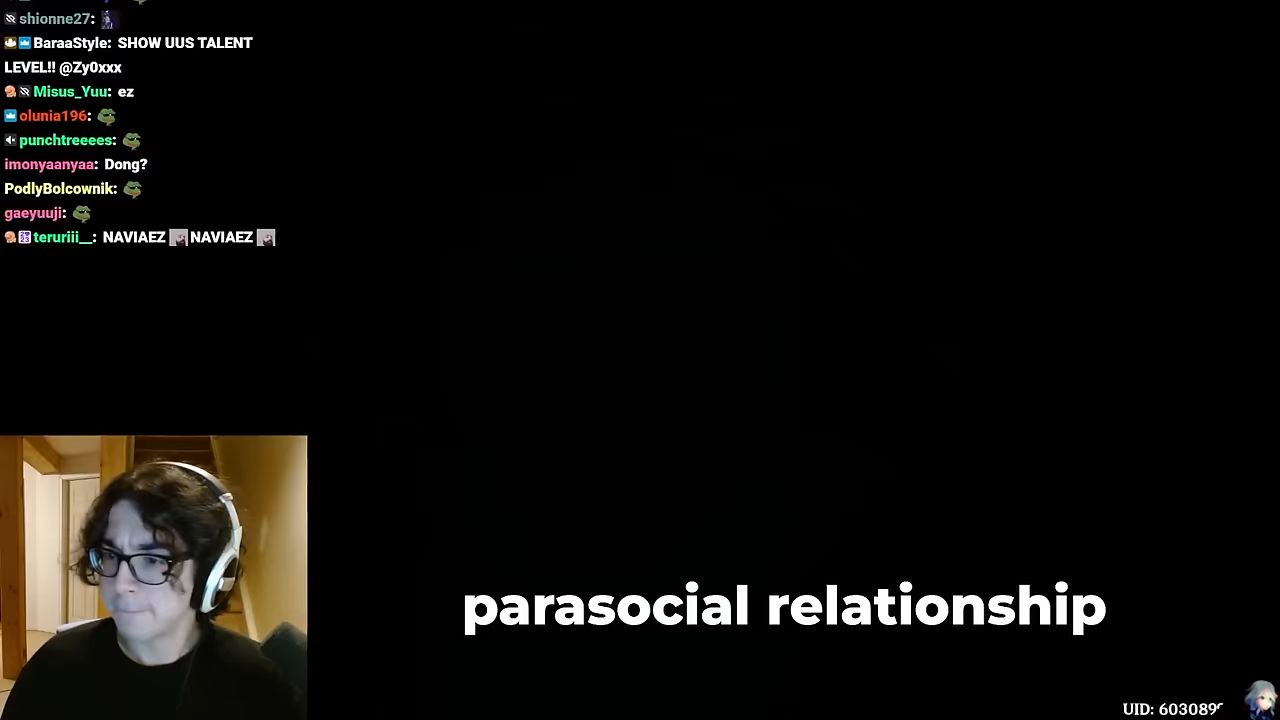 shionne27:
BaraaStyle: SHOW UUS TALENT
LEVEL!! @Zy0xxx
Misus_Yuu: ez
olunia196:
punchtreeees:
imonyaanyaa: Dong?
PodlyBolcownik:
gaeyuuji:
teruriii__: NAVIAEZ NAVIAEZ
parasocial relationship
UID: 603089